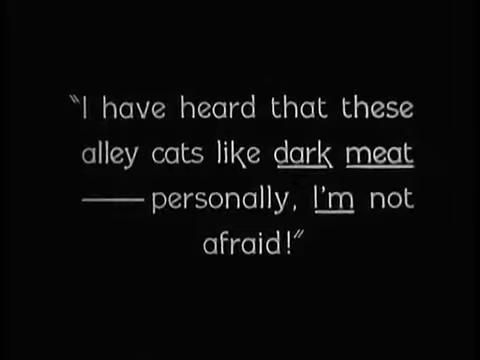 "I have heard that these
alley cats like dark meat
—personally, I'm not
afraid!"